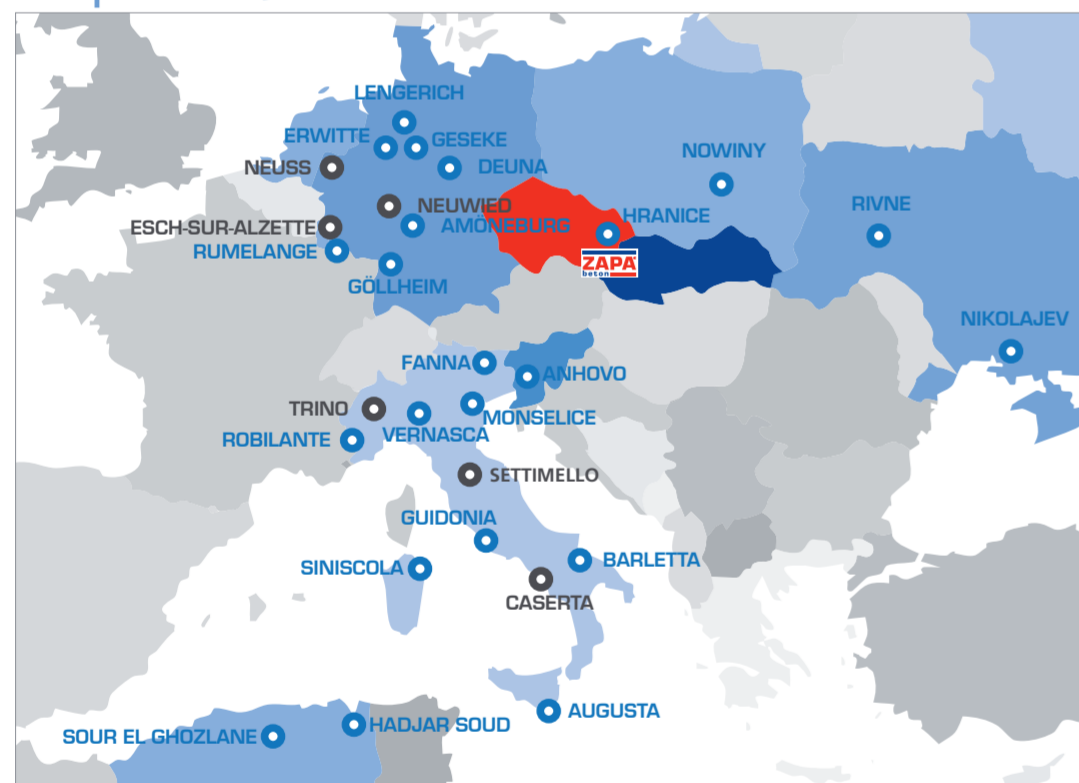 LENGERICH
ERWITTE
GESEKE
NEUSS
DEUNA
NOWINY
NEUWIED
RIVNE
ESCH-SUR-ALZETTE
AMÖNEBURG
HRANICE
RUMELANGE
ZAPA
beton
GÖLLHEIM
NIKOLAJEV
FANNA
ANHOVO
TRINO
MONSELICE
VERNASCA
ROBILANTE
SETTIMELLO
GUIDONIA
SINISCOLA
BARLETTA
CASERTA
AUGUSTA
HADJAR SOUD
SOUR EL GHOZLANE